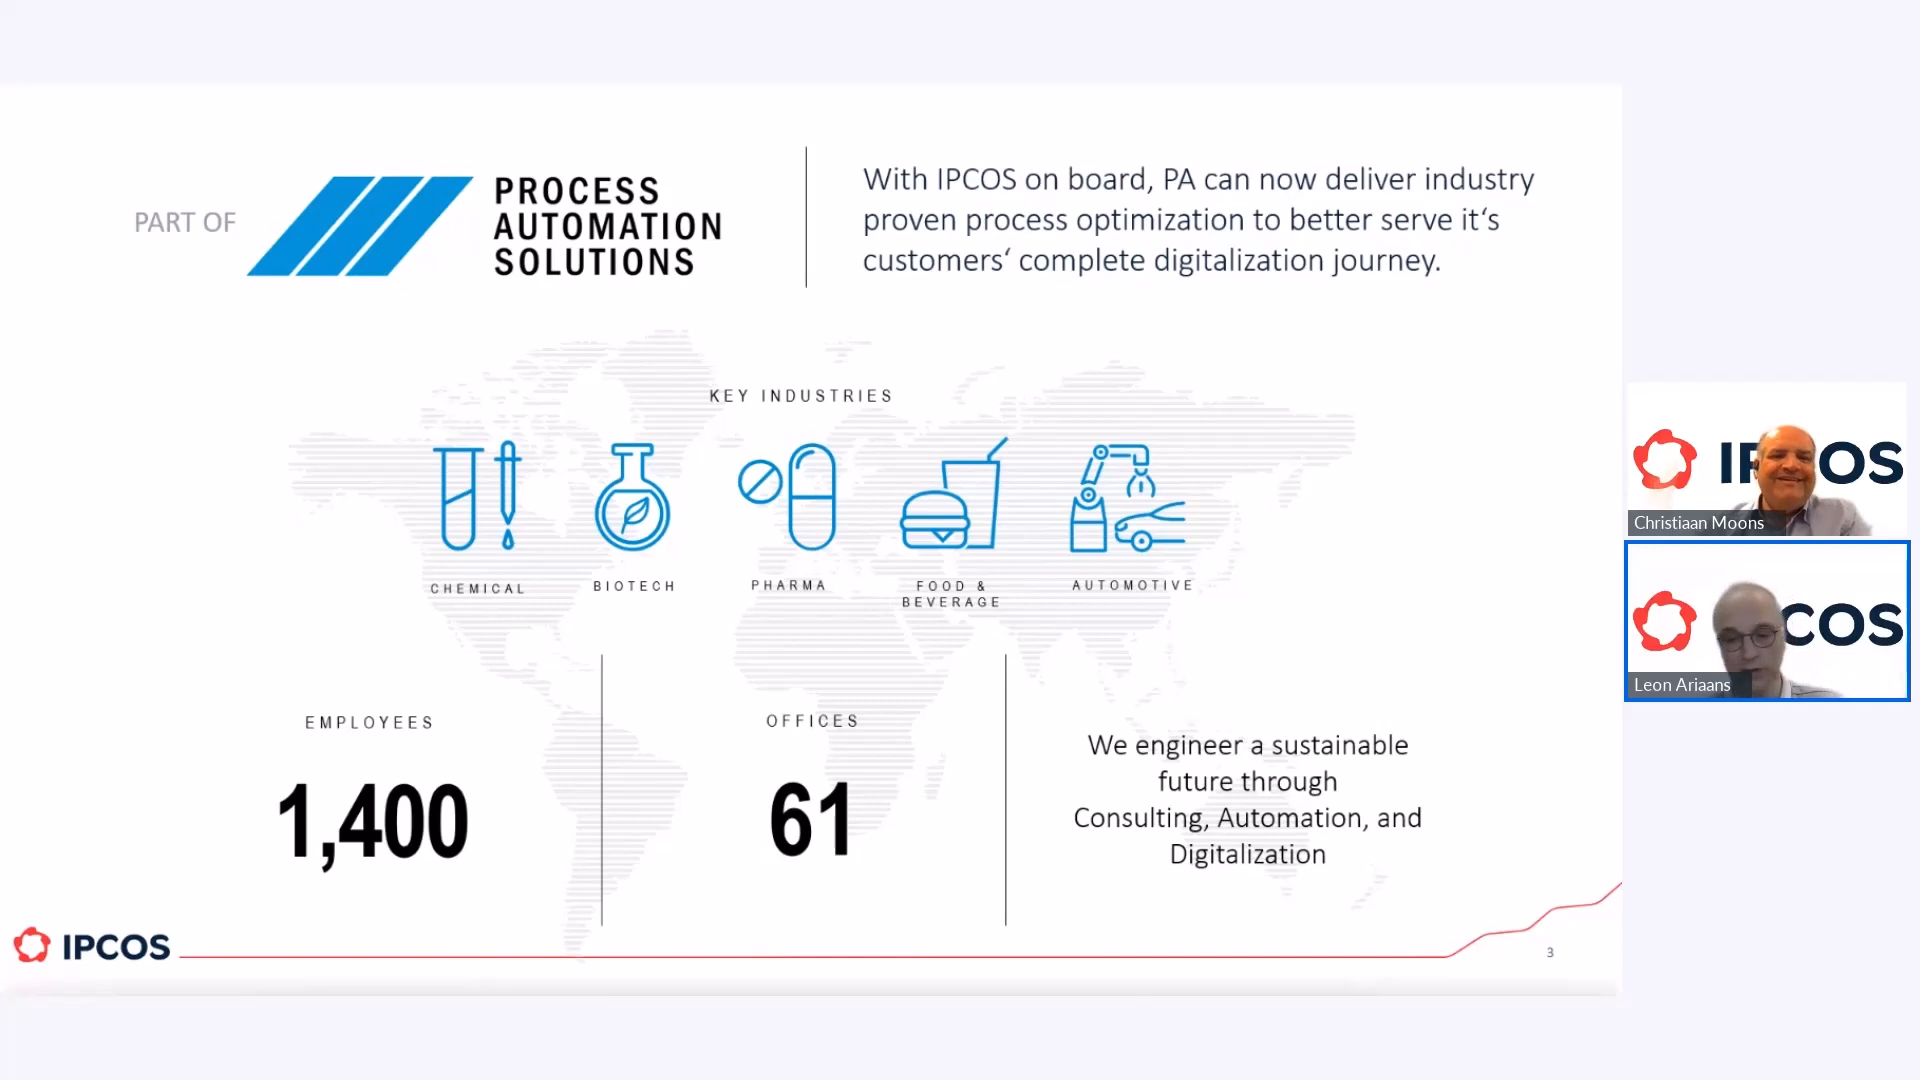 PART OF
PROCESS
AUTOMATION
SOLUTIONS
With IPCOS on board, PA can now deliver industry
proven process optimization to better serve it‘s
customers‘ complete digitalization journey.
KEY INDUSTRIES
CHEMICAL
BIOTECH
PHARMA
FOOD &
BEVERAGE
AUTOMOTIVE
EMPLOYEES
1,400
OFFICES
61
We engineer a sustainable
future through
Consulting, Automation, and
Digitalization
IPCOS
3
IPCOS
Christiaan Moons
COS
Leon Ariaans